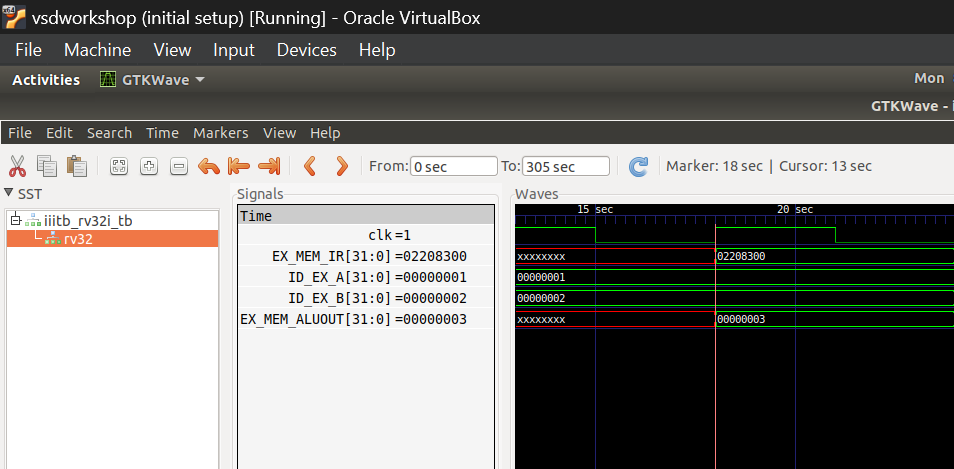 x64
vsdworkshop (initial setup) [Running] - Oracle VirtualBox
File Machine View Input Devices Help
Activities GTKWave Mon
GTKWave - i
File Edit Search Time Markers View Help
From: 0 sec To: 305 sec Marker: 18 sec | Cursor: 13 sec
SST Signals Waves
iiitb_rv32i_tb
rv32
Time
clk =1
EX_MEM_IR[31:0] =02208300
ID_EX_A[31:0] =00000001
ID_EX_B[31:0] =00000002
EX_MEM_ALUOUT[31:0] =00000003
15 sec 20 sec
xxxxxxxx 02208300
00000001
00000002
xxxxxxxx 00000003